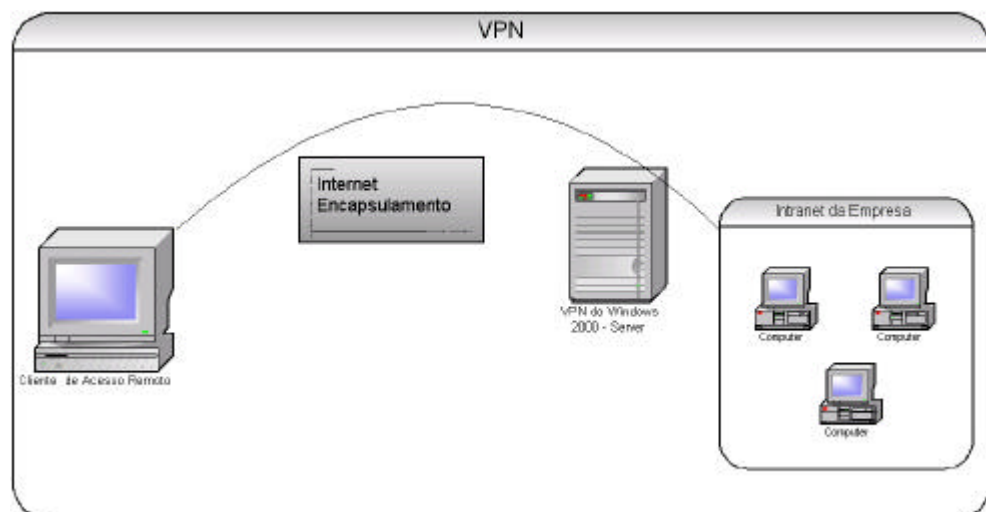 VPN
Internet
Encapsulamento
Intranet da Empresa
VPN do Windows
2000 - Server
Computer
Computer
Cliente de Acesso Remoto
Computer